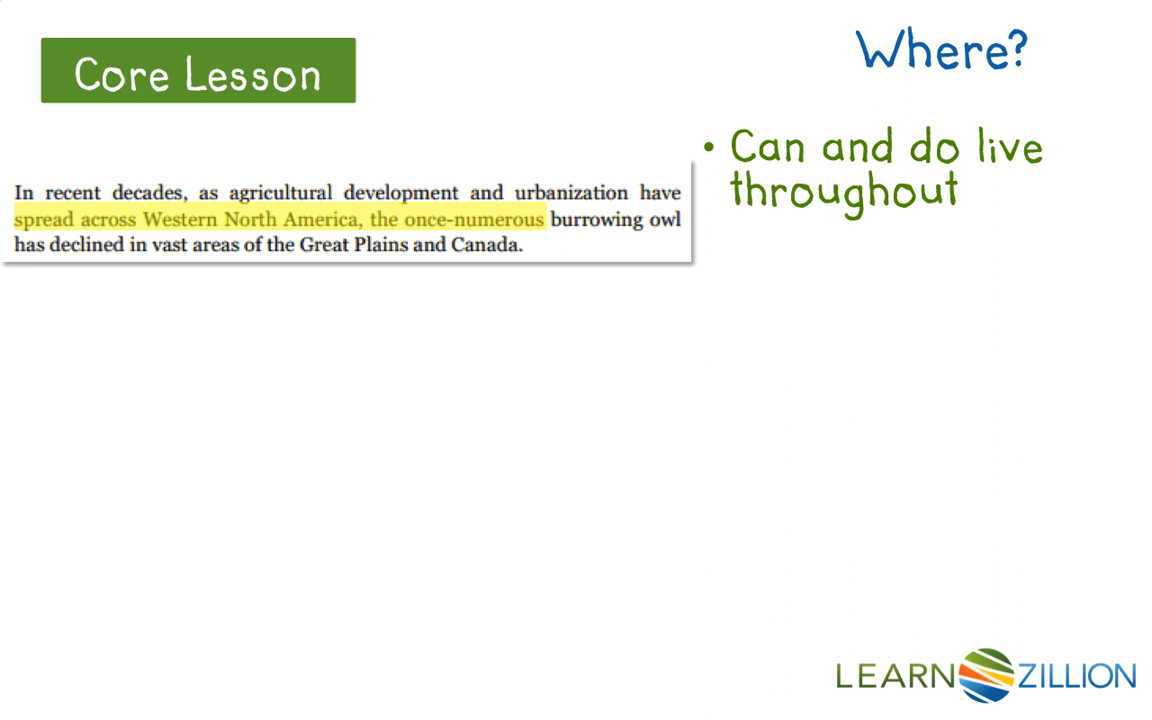 Core Lesson
Where?
• Can and do live
throughout
In recent decades, as agricultural development and urbanization have
spread across Western North America, the once-numerous burrowing owl
has declined in vast areas of the Great Plains and Canada.
LEARNZILLION